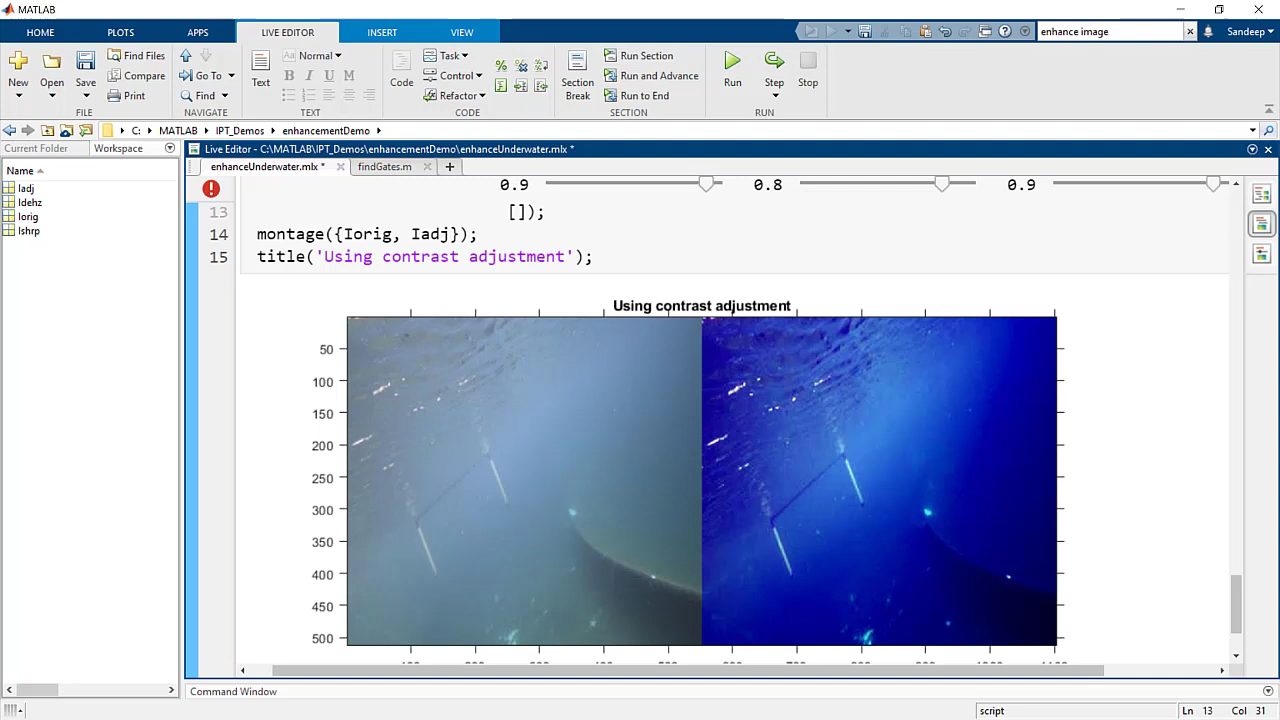 MATLAB
HOME PLOTS APPS LIVE EDITOR INSERT VIEW enhance image Sandeep
New Open Save Find Files Compare Print
FILE
Go To Find
NAVIGATE
Text Normal B I U M
TEXT
Code Task Control Refactor
CODE
Section Break Run Section Run and Advance Run to End
SECTION
Run Step Stop
RUN
C: MATLAB IPT_Demos enhancementDemo
Current Folder Workspace
Name
Iadj
Idehz
Iorig
Ishrp
Live Editor - C:\MATLAB\IPT_Demos\enhancementDemo\enhanceUnderwater.mlx *
enhanceUnderwater.mlx * findGates.m
0.9 0.8 0.9
13 []);
14 montage({Iorig, Iadj});
15 title('Using contrast adjustment');
Using contrast adjustment
50
100
150
200
250
300
350
400
450
500
Command Window
script Ln 13 Col 31